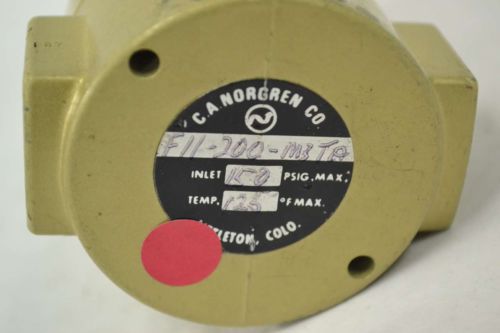 C.A. NORGREN CO
F11-200-M3TA
INLET 150 PSIG. MAX.
TEMP. 125 °F MAX.
LITTLETON, COLO.